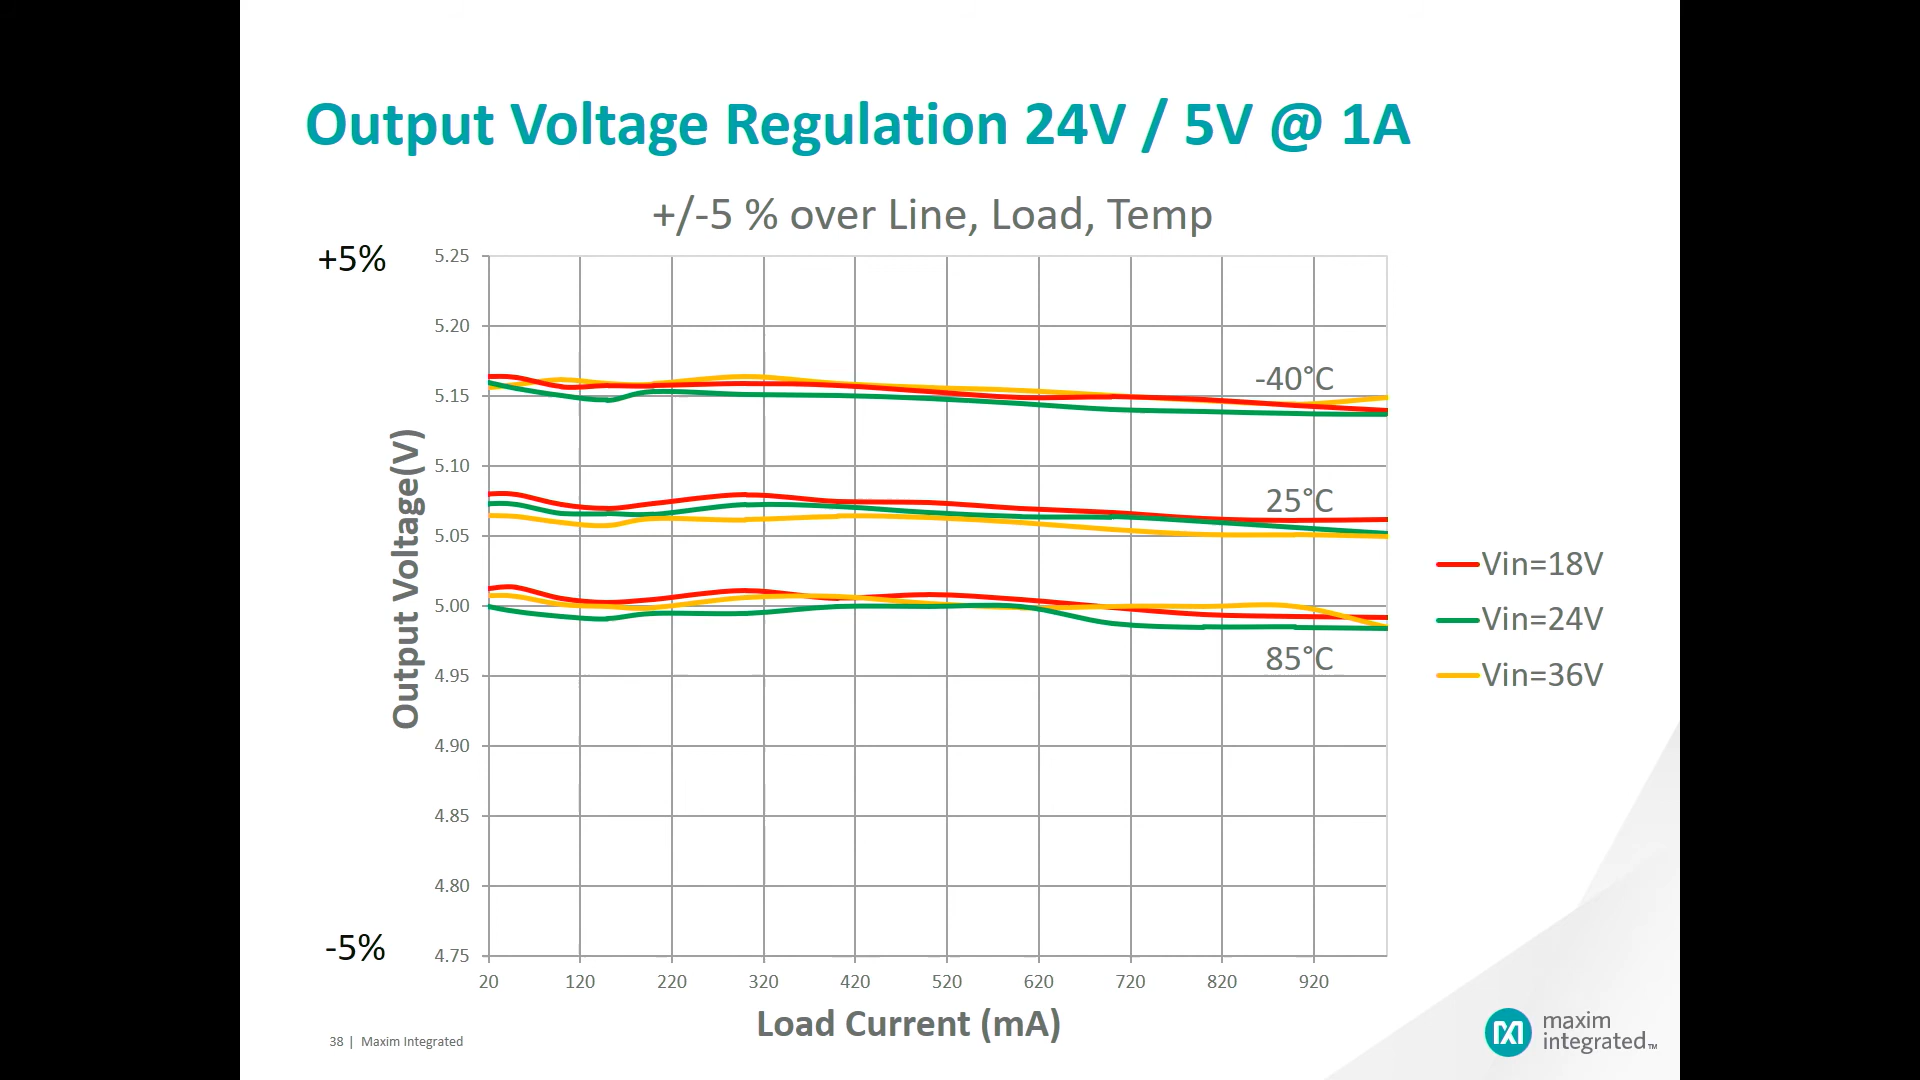 Output Voltage Regulation 24V / 5V @ 1A
+/-5 % over Line, Load, Temp
+5%
5.25
5.20
5.15
5.10
5.05
5.00
4.95
4.90
4.85
4.80
4.75
-5%
Output Voltage(V)
-40°C
25°C
85°C
Vin=18V
Vin=24V
Vin=36V
20 120 220 320 420 520 620 720 820 920
Load Current (mA)
38 | Maxim Integrated
maxim
integrated™